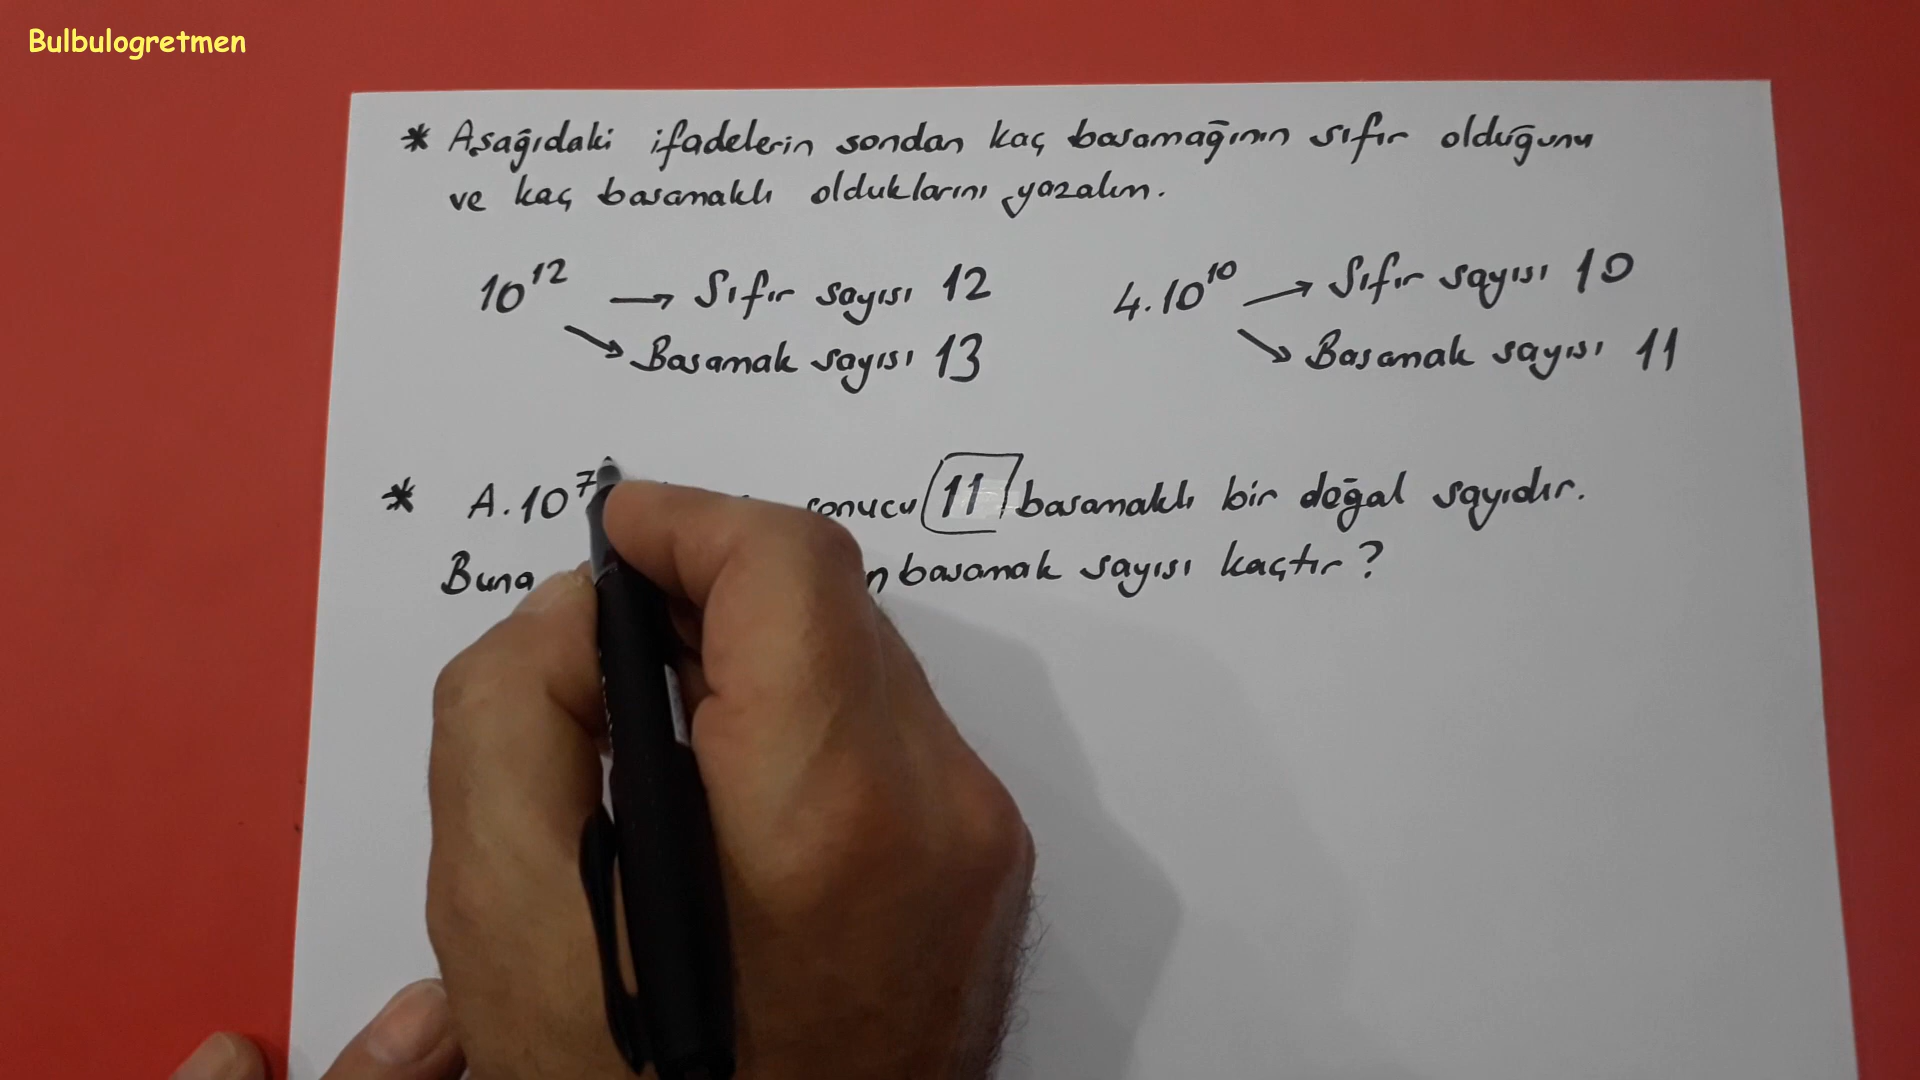 Bulbulogretmen
* Aşağıdaki ifadelerin sondan kaç basamağının sıfır olduğunu
ve kaç basamaklı olduklarını yazalım.
10¹² → Sıfır sayısı 12
↘ Basamak sayısı 13
4.10¹⁰ → Sıfır sayısı 10
↘ Basamak sayısı 11
* A.10⁷ sonucu 11 basamaklı bir doğal sayıdır.
Buna basamak sayısı kaçtır?